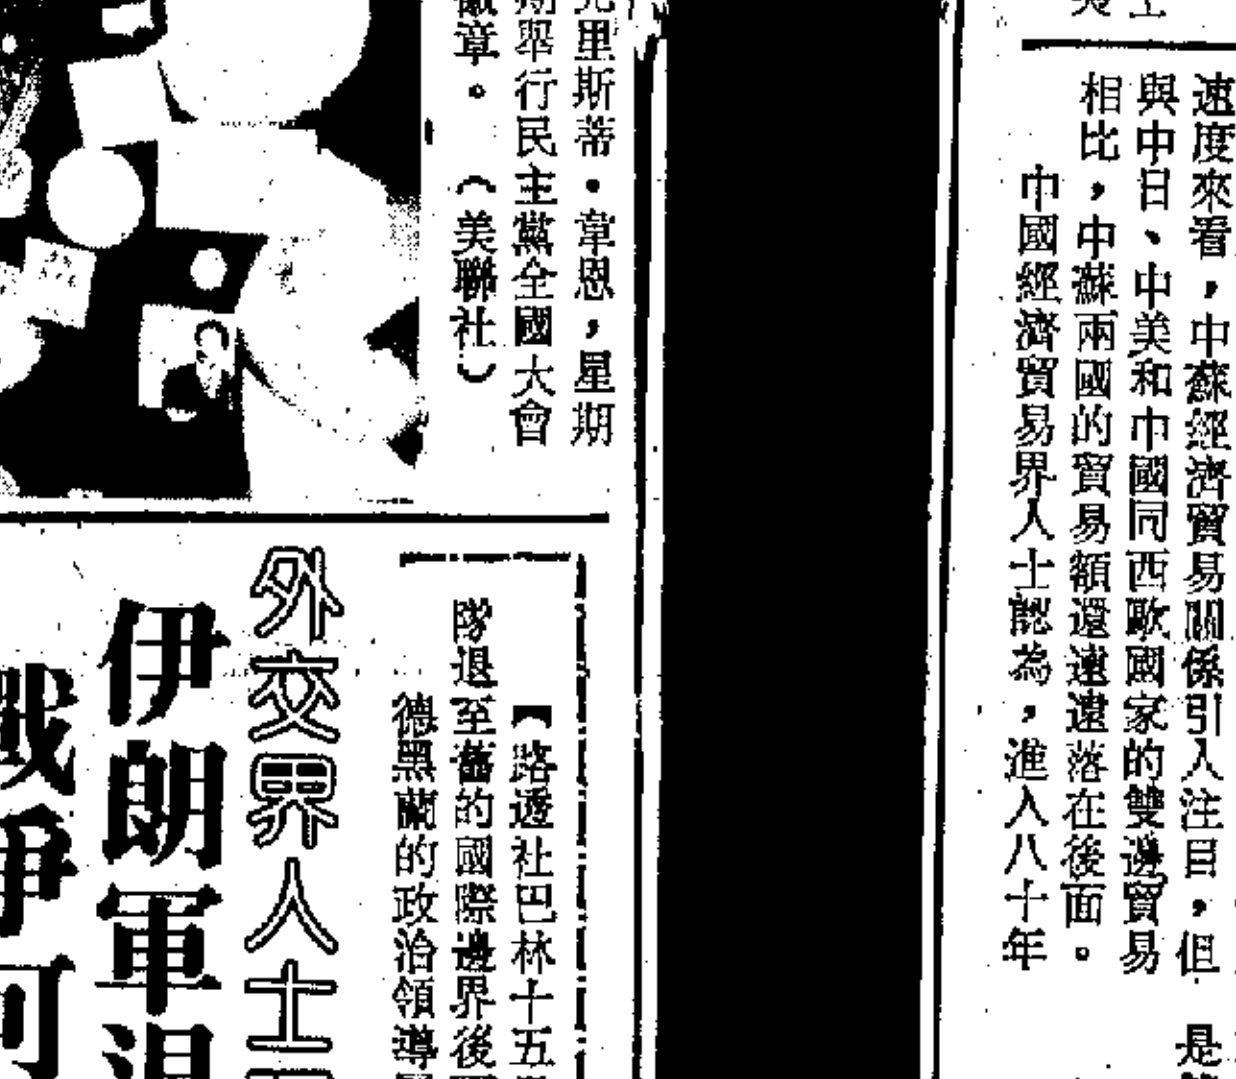 速度來看，中蘇經濟貿易關係引人注目，但
與中日、中美和中國同西歐國家的雙邊貿易
相比，中蘇兩國的貿易額還遠遠落在後面。
中國經濟貿易界人士認為，進入八十年
是
克里斯蒂·韋恩，星期
期舉行民主黨全國大會
徽章。（美聯社）
【路透社巴林十五
隊退至舊的國際邊界後
德黑蘭的政治領導
外交界人士
伊朗軍退
戰爭可